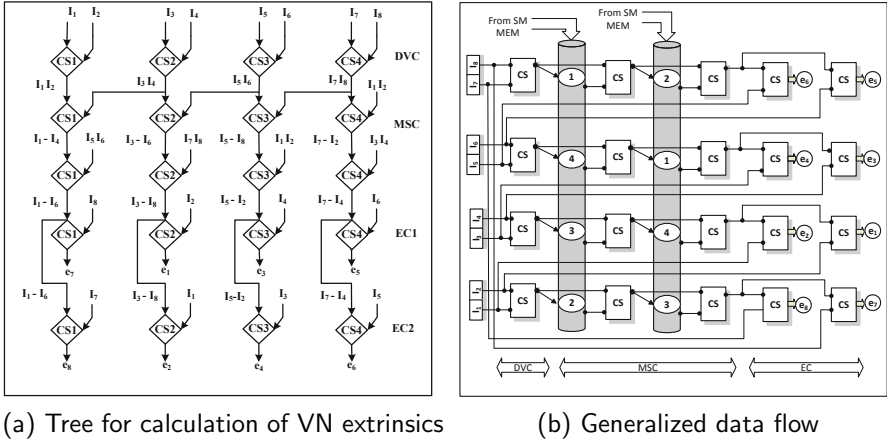 I1 I2 I3 I4 I5 I6 I7 I8
CS1 CS2 CS3 CS4 DVC
I1 I2 I3 I4 I5 I6 I7 I8 I1 I2
CS1 CS2 CS3 CS4 MSC
I1 – I4 I5 I6 I3 – I6 I7 I8 I5 – I8 I1 I2 I7 – I2 I3 I4
CS1 CS2 CS3 CS4
I1 – I6 I8 I3 – I8 I2 I5 – I2 I4 I7 – I4 I6
CS1 CS2 CS3 CS4 EC1
e7 e1 e3 e5
I1 – I6 I7 I3 – I8 I1 I5–I2 I3 I7 – I4 I5
CS1 CS2 CS3 CS4 EC2
e8 e2 e4 e6
(a) Tree for calculation of VN extrinsics
From SM
MEM
From SM
MEM
I8
I7
CS 1 CS 2 CS CS e6 CS e5
I6
I5
CS 4 CS 1 CS CS e4 CS e3
I4
I3
CS 3 CS 4 CS CS e2 CS e1
I2
I1
CS 2 CS 3 CS CS e8 CS e7
DVC MSC EC
(b) Generalized data flow